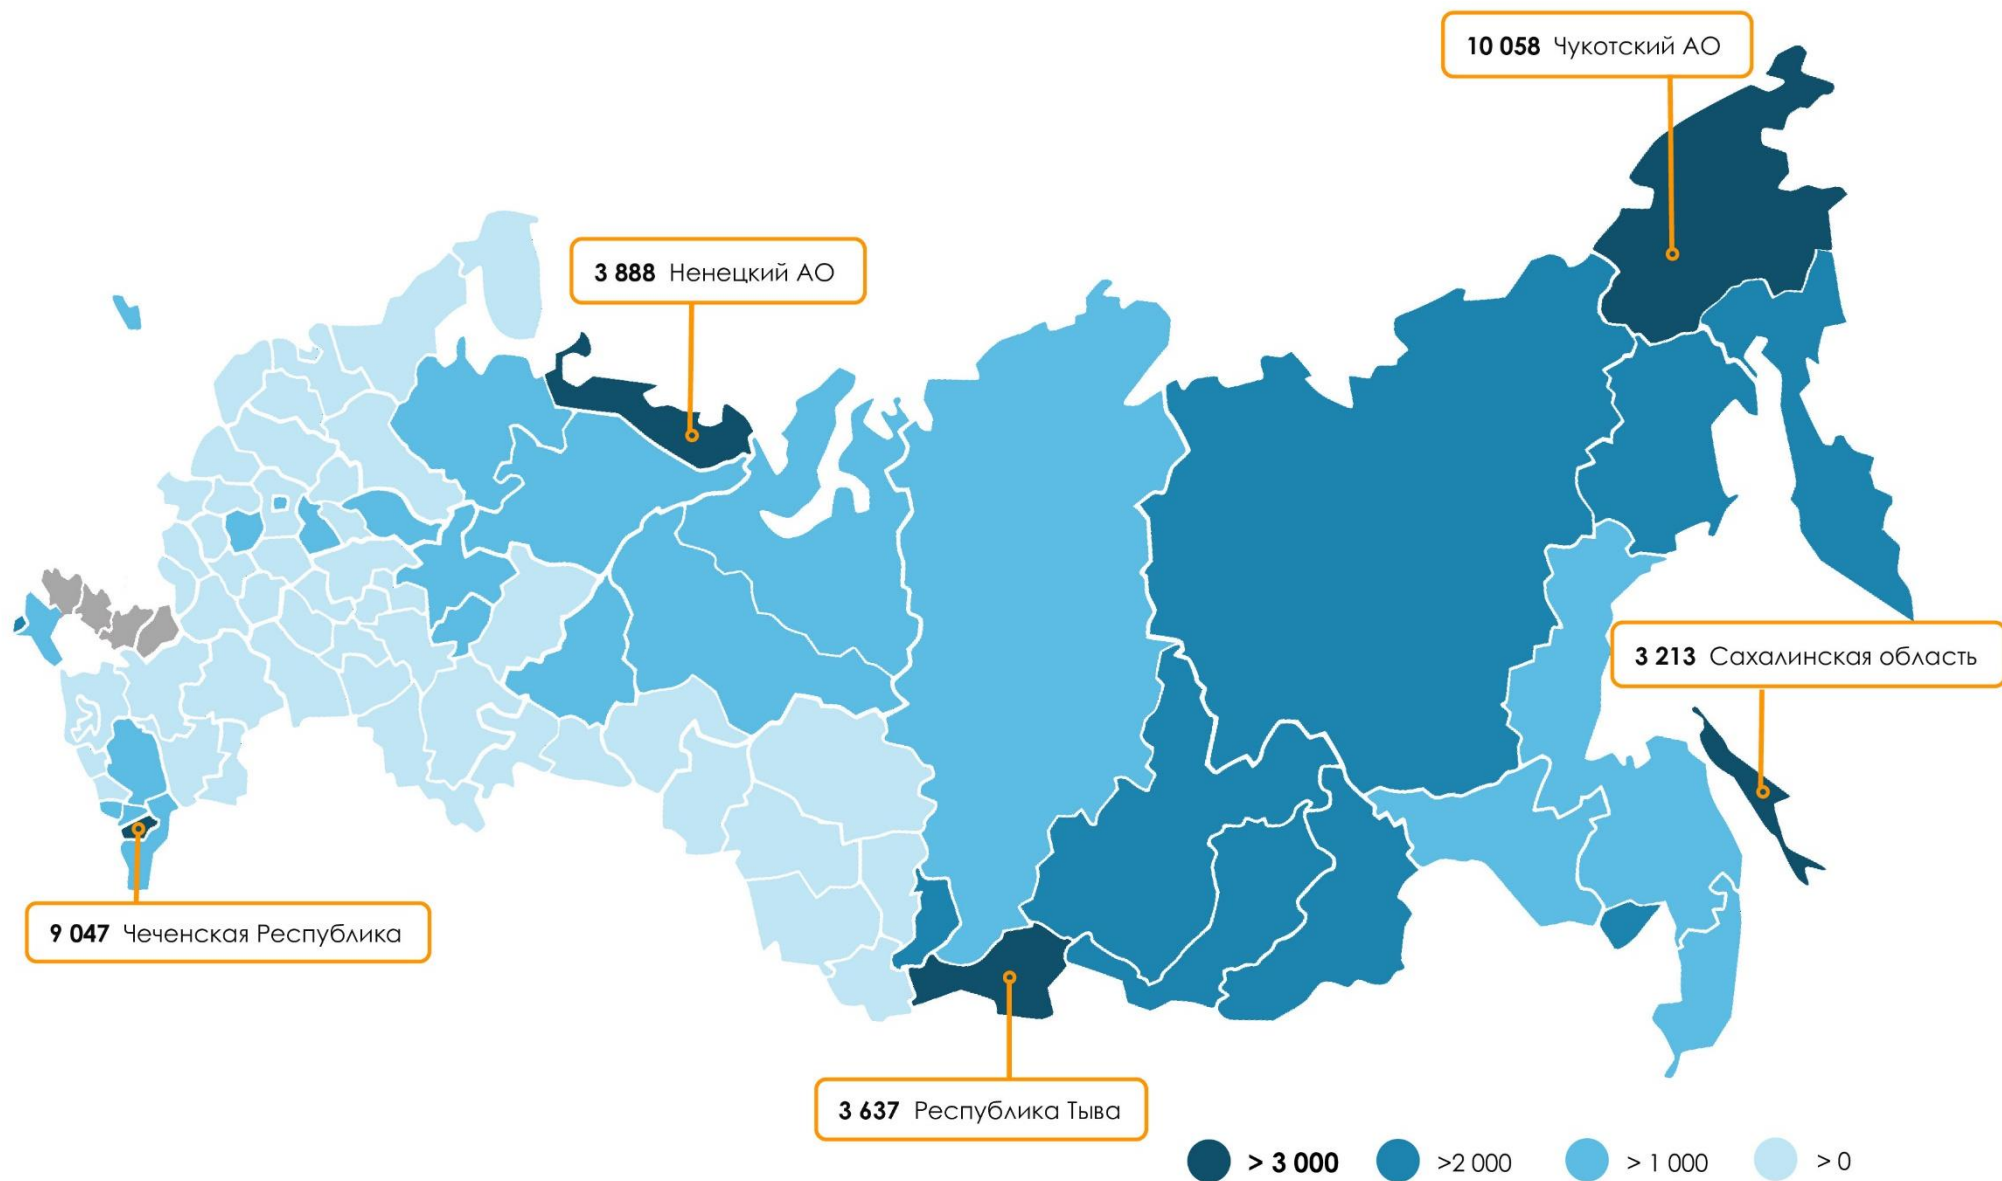 10 058 Чукотский АО
3 888 Ненецкий АО
3 213 Сахалинская область
9 047 Чеченская Республика
3 637 Республика Тыва
> 3 000 >2 000 > 1 000 > 0